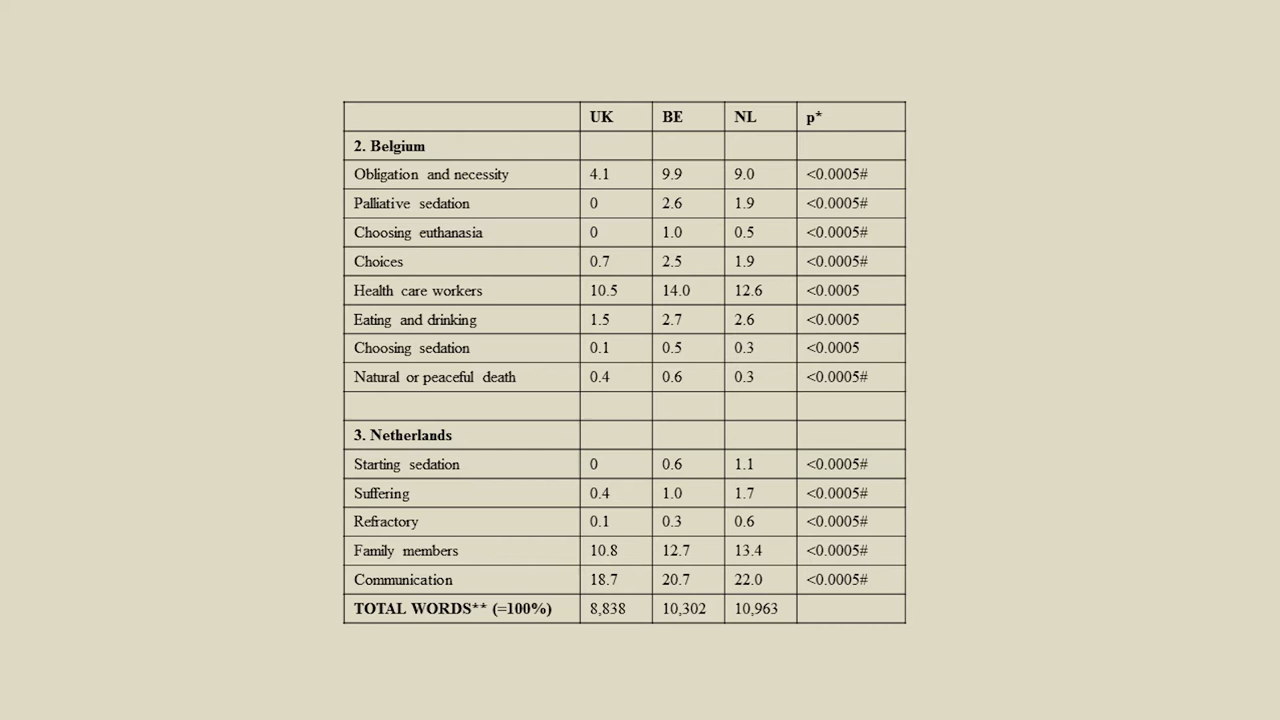 UK BE NL p*
2. Belgium
Obligation and necessity 4.1 9.9 9.0 <0.0005#
Palliative sedation 0 2.6 1.9 <0.0005#
Choosing euthanasia 0 1.0 0.5 <0.0005#
Choices 0.7 2.5 1.9 <0.0005#
Health care workers 10.5 14.0 12.6 <0.0005
Eating and drinking 1.5 2.7 2.6 <0.0005
Choosing sedation 0.1 0.5 0.3 <0.0005
Natural or peaceful death 0.4 0.6 0.3 <0.0005#
3. Netherlands
Starting sedation 0 0.6 1.1 <0.0005#
Suffering 0.4 1.0 1.7 <0.0005#
Refractory 0.1 0.3 0.6 <0.0005#
Family members 10.8 12.7 13.4 <0.0005#
Communication 18.7 20.7 22.0 <0.0005#
TOTAL WORDS** (=100%) 8,838 10,302 10,963